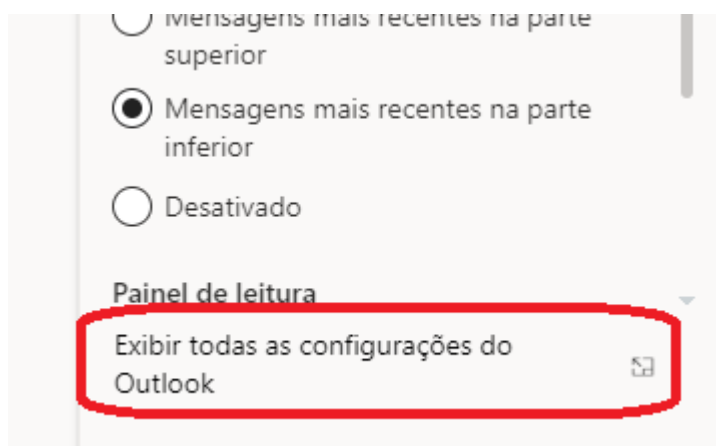 Mensagens mais recentes na parte
superior
Mensagens mais recentes na parte
inferior
Desativado
Painel de leitura
Exibir todas as configurações do
Outlook